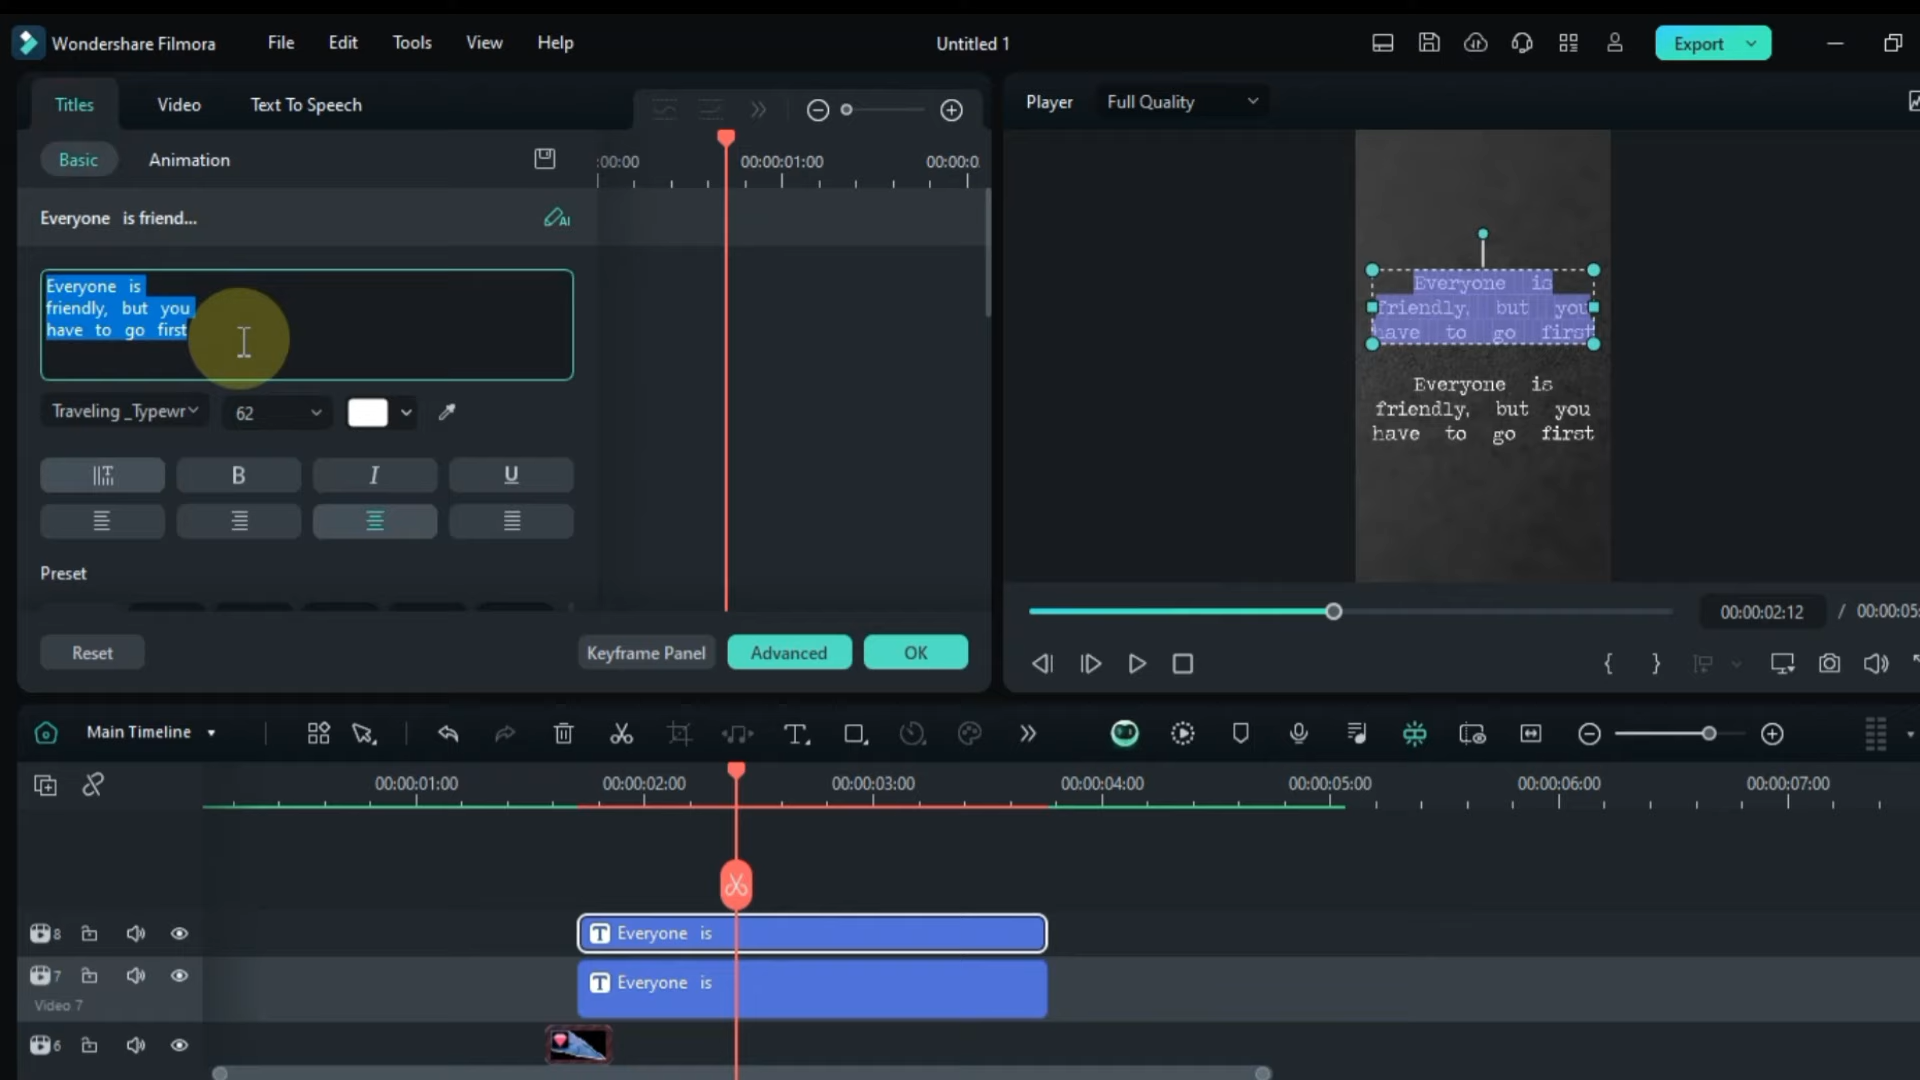 Wondershare Filmora File Edit Tools View Help Untitled 1 Export
Titles Video Text To Speech
Player Full Quality
Basic Animation
:00:00 00:00:01:00 00:00:0
Everyone is friend...
AI
Everyone is
friendly, but you
have to go first
Traveling _Typewr 62
B I U
Preset
Reset Keyframe Panel Advanced OK
Everyone is
friendly, but you
have to go first
Everyone is
friendly, but you
have to go first
00:00:02:12 / 00:00:05:
Main Timeline
00:00:01:00 00:00:02:00 00:00:03:00 00:00:04:00 00:00:05:00 00:00:06:00 00:00:07:00
8 T Everyone is
7 T Everyone is
Video 7
6